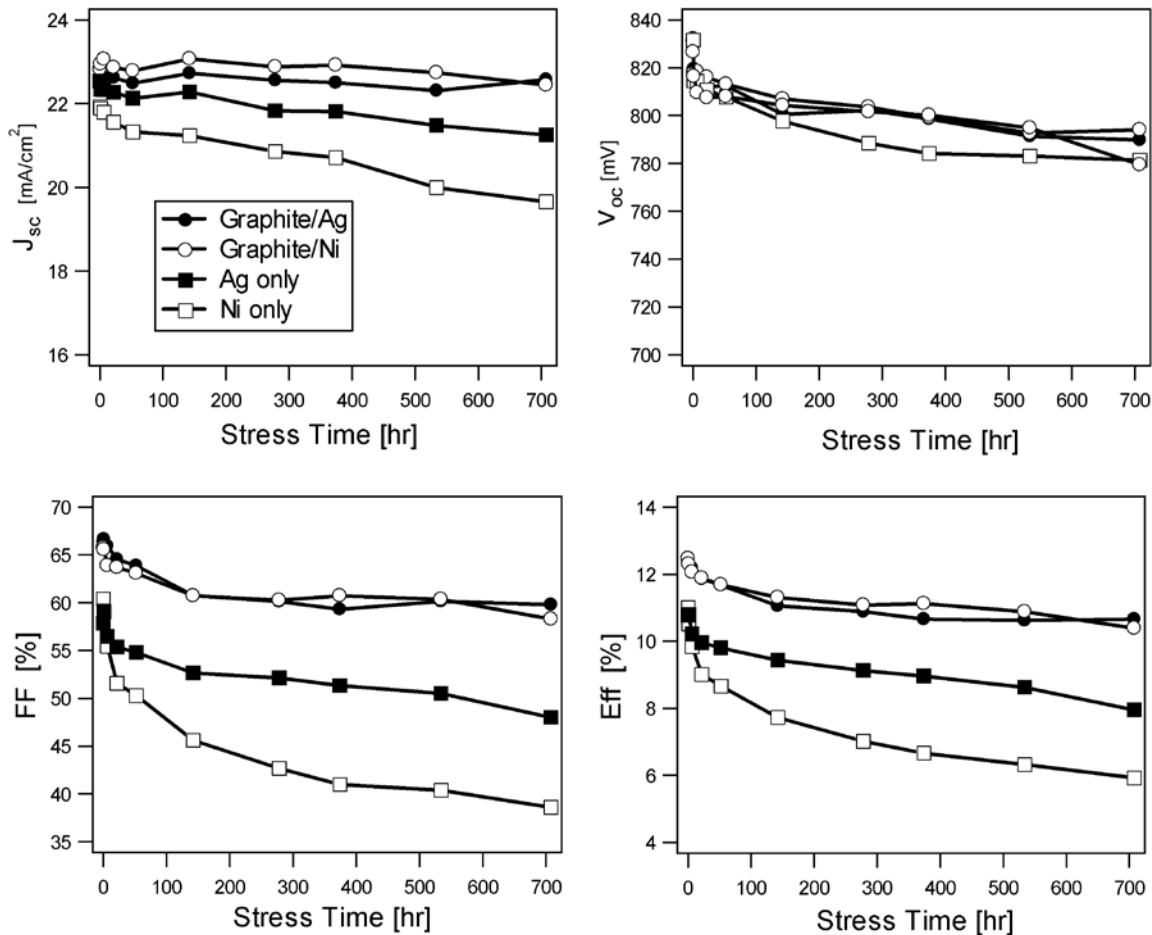 24
22
20
18
16
J_sc [mA/cm²]
Graphite/Ag
Graphite/Ni
Ag only
Ni only
0 100 200 300 400 500 600 700
Stress Time [hr]
840
820
800
780
760
740
720
700
V_oc [mV]
0 100 200 300 400 500 600 700
Stress Time [hr]
70
65
60
55
50
45
40
35
FF [%]
0 100 200 300 400 500 600 700
Stress Time [hr]
14
12
10
8
6
4
Eff [%]
0 100 200 300 400 500 600 700
Stress Time [hr]